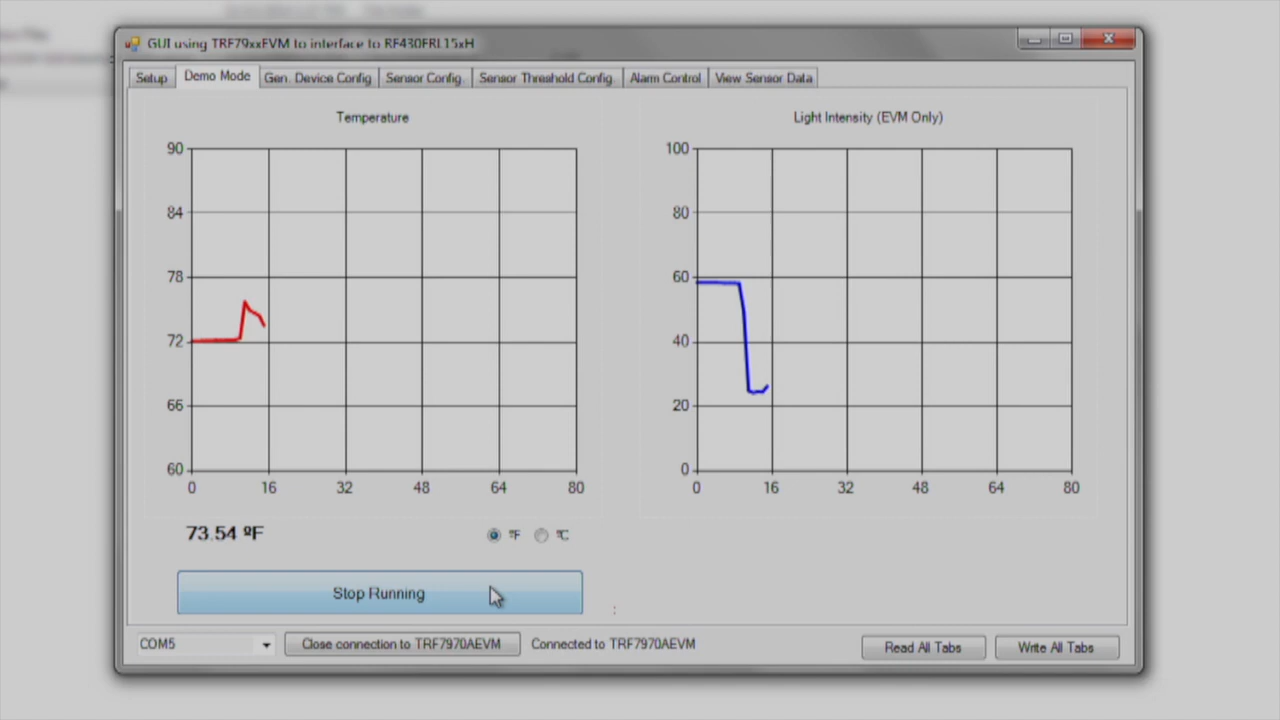 GUI using TRF79xxEVM to interface to RF430FRL15xH
Setup Demo Mode Gen. Device Config Sensor Config. Sensor Threshold Config. Alarm Control View Sensor Data
Temperature
90
84
78
72
66
60
0 16 32 48 64 80
Light Intensity (EVM Only)
100
80
60
40
20
0
0 16 32 48 64 80
73.54 ºF
ºF ºC
Stop Running
:
COM5 Close connection to TRF7970AEVM Connected to TRF7970AEVM Read All Tabs Write All Tabs